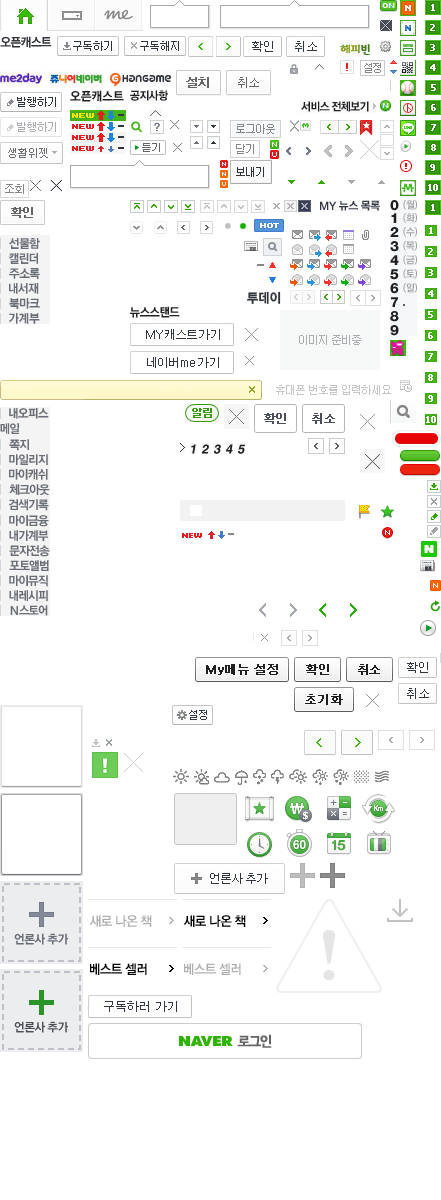 me
ON
N
1
오픈캐스트
구독하기
구독해지
확인
취소
해피빈
2
3
me2day
쥬니어네이버
HANGAME
설치
취소
!
설정
4
발행하기
오픈캐스트
공지사항
서비스 전체보기
N
5
NEW
발행하기
NEW
?
로그아웃
M
6
LINE
7
NEW
생활위젯
듣기
닫기
N
U
8
N
N
U
보내기
!
9
조회
M
10
확인
MY 뉴스 목록
0 (일)
1
1 (화)
HOT
2 (수)
1
선물함
3 (목)
2
캘린더
4 (금)
주소록
5 (토)
3
내서재
6 (일)
4
북마크
투데이
7 .
5
가계부
뉴스스탠드
8
MY캐스트가기
이미지 준비중
9
6
네이버me가기
7
휴대폰 번호를 입력하세요
8
9
내오피스
알림
확인
취소
10
메일
쪽지
1 2 3 4 5
마일리지
마이캐쉬
체크아웃
검색기록
마이금융
내가계부
NEW
N
문자전송
N
포토앨범
마이뮤직
N
내레시피
N스토어
My메뉴 설정
확인
취소
확인
초기화
취소
설정
!
₩
$
Km
60
15
언론사 추가
언론사 추가
새로 나온 책
새로 나온 책
베스트 셀러
베스트 셀러
언론사 추가
구독하러 가기
NAVER 로그인